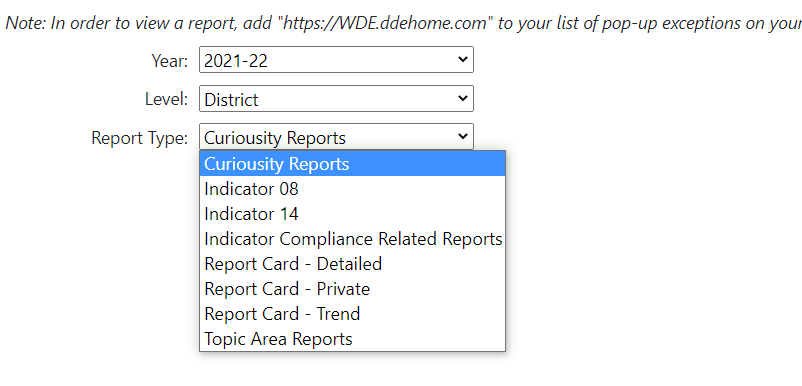 Note: In order to view a report, add "https://WDE.ddehome.com" to your list of pop-up exceptions on your
Year: 2021-22
Level: District
Report Type: Curiousity Reports
Curiousity Reports
Indicator 08
Indicator 14
Indicator Compliance Related Reports
Report Card - Detailed
Report Card - Private
Report Card - Trend
Topic Area Reports